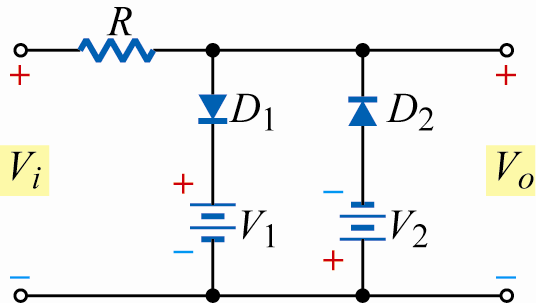 R
+ +
D1 D2
Vi + − Vo
V1 V2
− +
− −